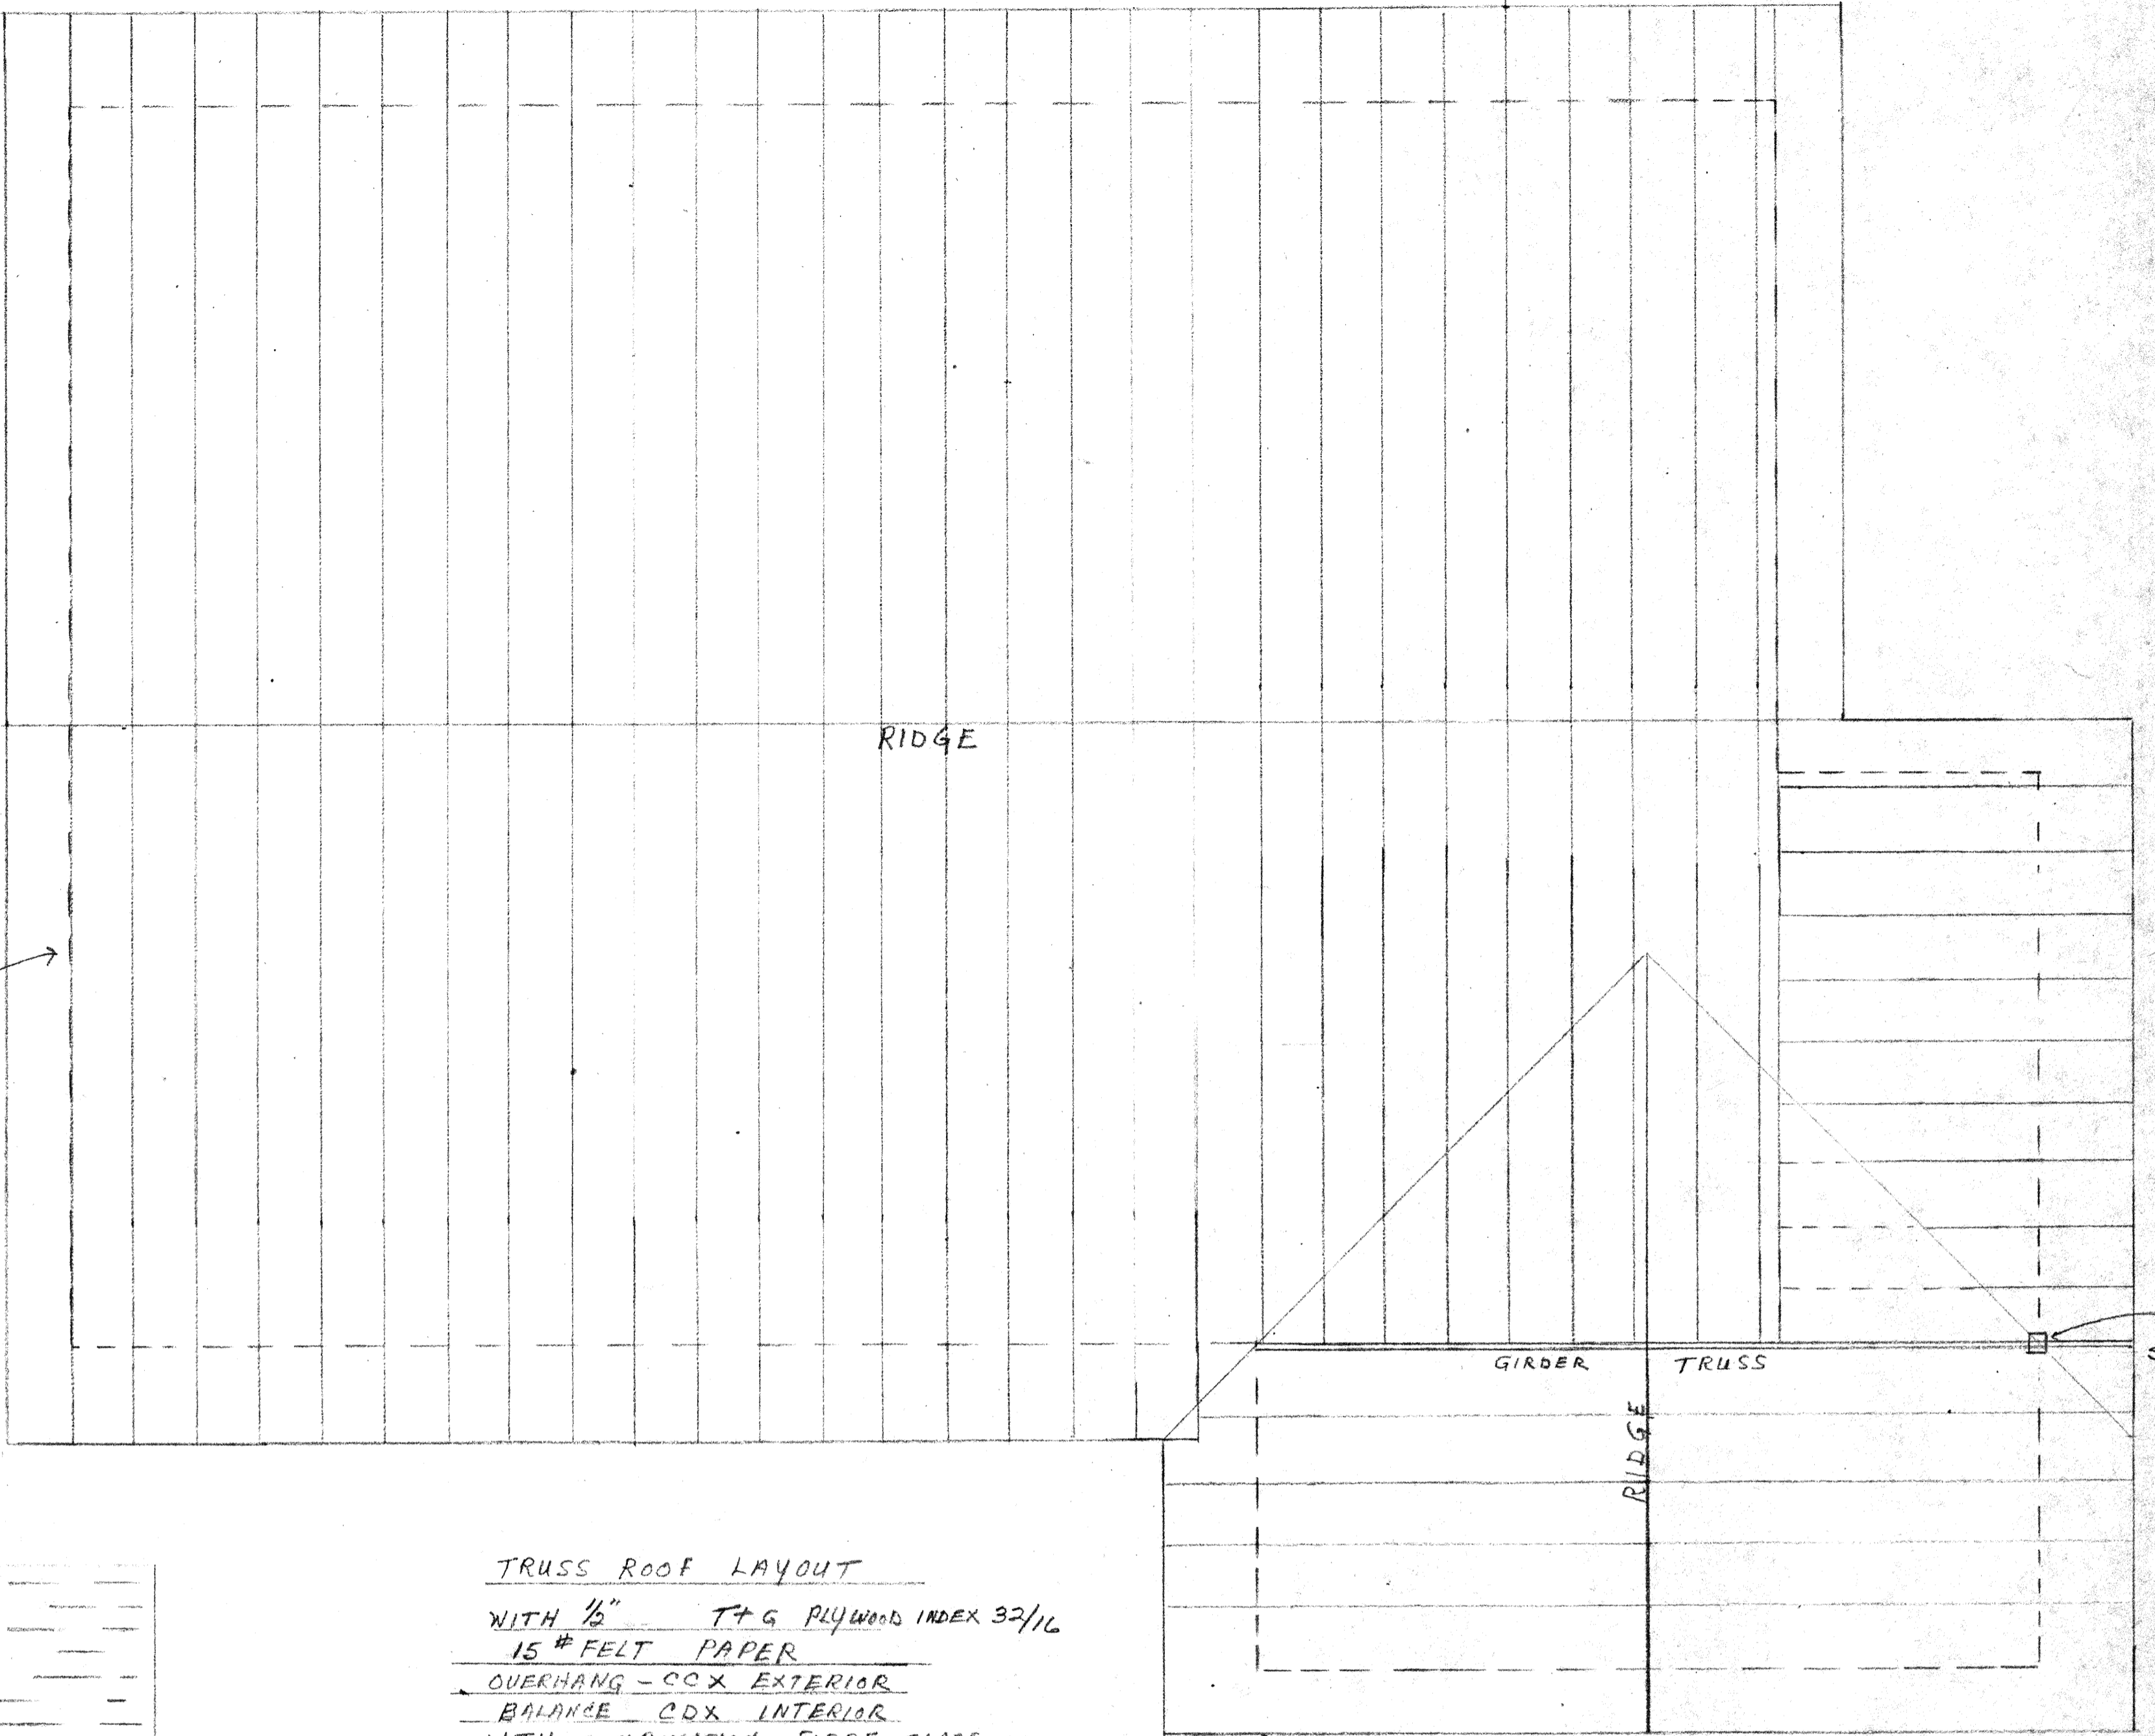 RIDGE
GIRDER TRUSS
RIDGE
TRUSS ROOF LAYOUT
WITH 1/2" T+G PLYWOOD INDEX 32/16
15 # FELT PAPER
OVERHANG - CCX EXTERIOR
BALANCE CDX INTERIOR